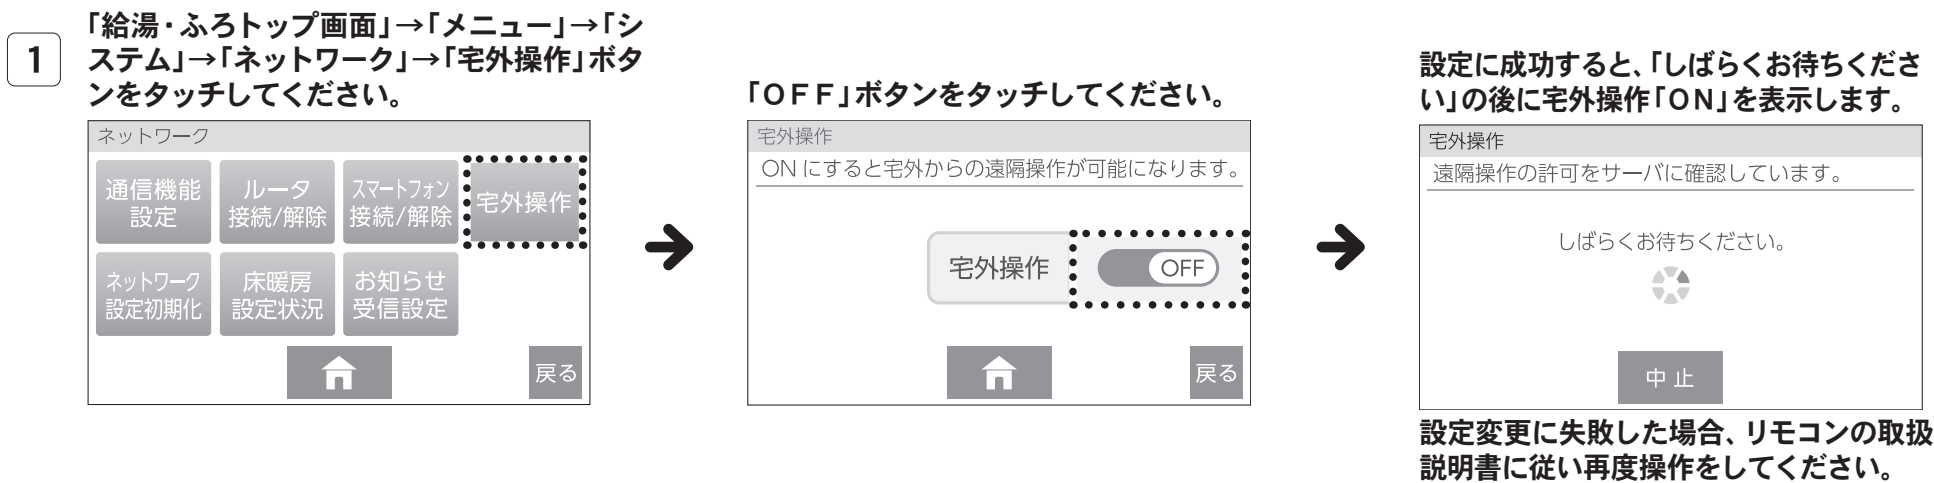 1
「給湯・ふろトップ画面」→「メニュー」→「シ
ステム」→「ネットワーク」→「宅外操作」ボタ
ンをタッチしてください。
ネットワーク
通信機能
設定
ルータ
接続/解除
スマートフォン
接続/解除
宅外操作
ネットワーク
設定初期化
床暖房
設定状況
お知らせ
受信設定
戻る
「OFF」ボタンをタッチしてください。
宅外操作
ONにすると宅外からの遠隔操作が可能になります。
宅外操作
OFF
戻る
設定に成功すると、「しばらくお待ちくださ
い」の後に宅外操作「ON」を表示します。
宅外操作
遠隔操作の許可をサーバに確認しています。
しばらくお待ちください。
中止
設定変更に失敗した場合、リモコンの取扱
説明書に従い再度操作をしてください。